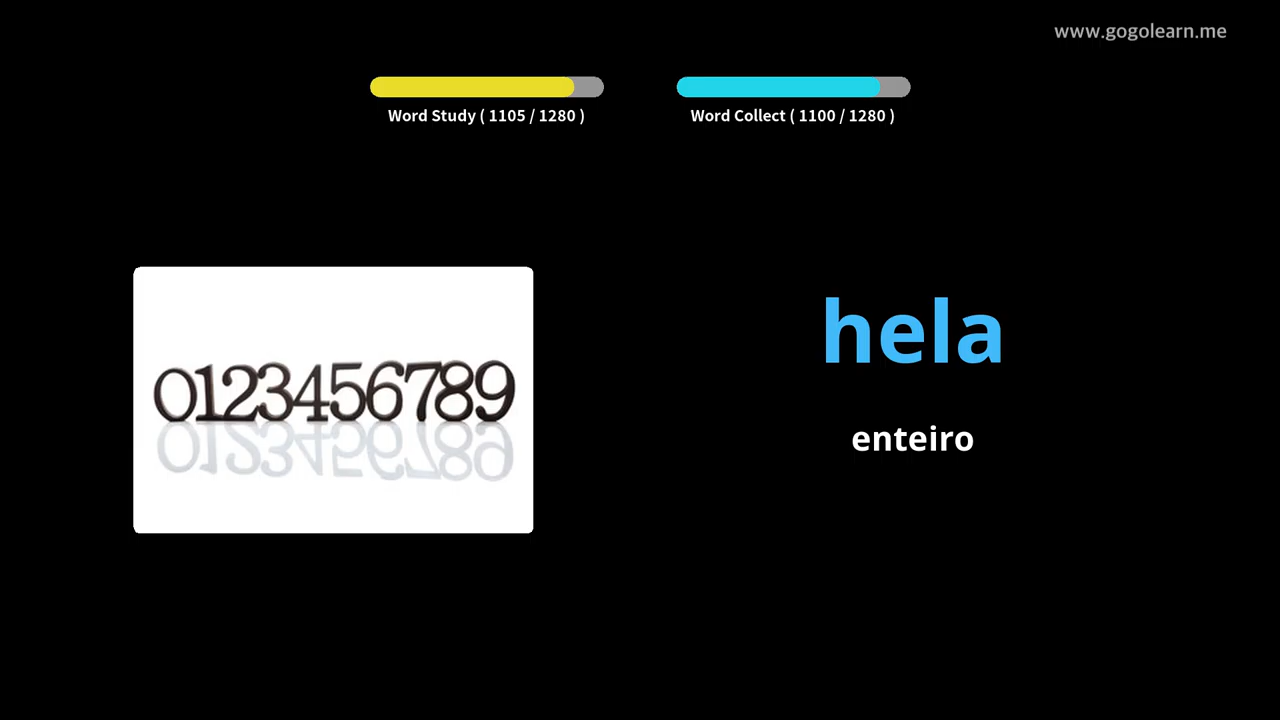 www.gogolearn.me
Word Study ( 1105 / 1280 )
Word Collect ( 1100 / 1280 )
0123456789
hela
enteiro